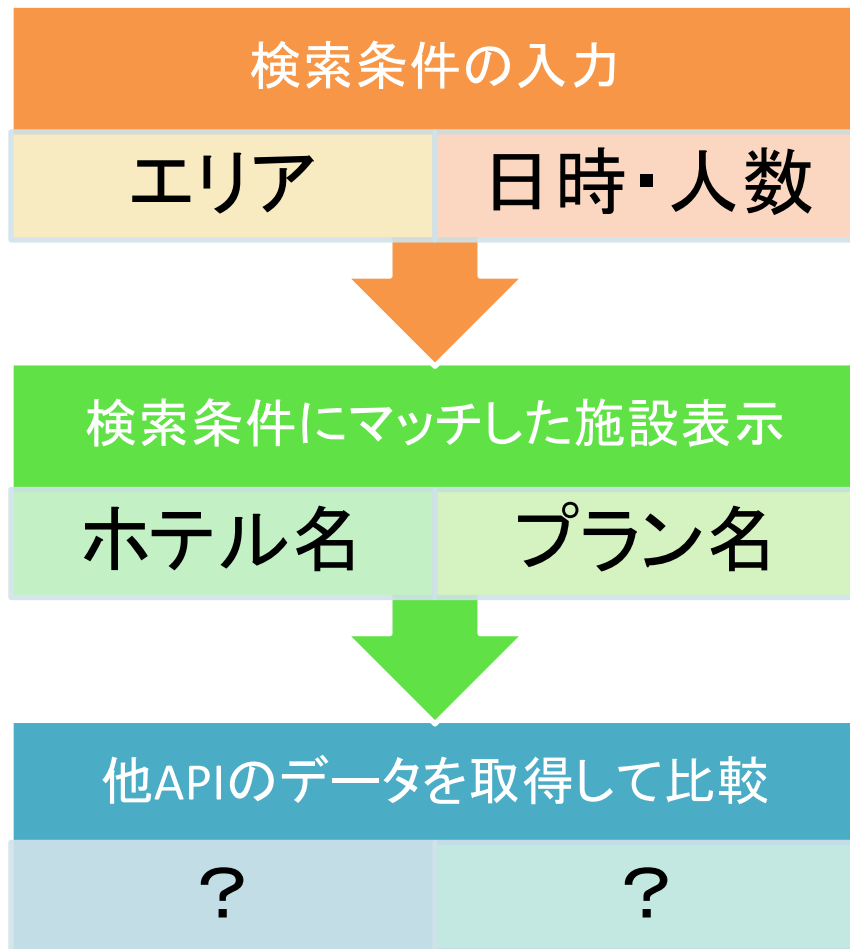 検索条件の入力
エリア
日時・人数
検索条件にマッチした施設表示
ホテル名
プラン名
他APIのデータを取得して比較
？
？